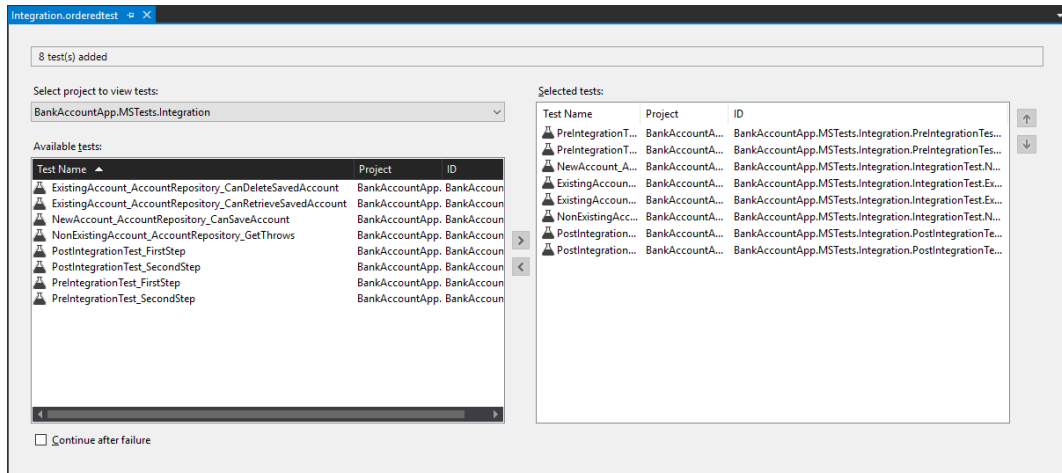 Integration.orderedtest
8 test(s) added
Select project to view tests:
BankAccountApp.MSTests.Integration
Available tests:
Test Name Project ID
ExistingAccount_AccountRepository_CanDeleteSavedAccount BankAccountApp. BankAccoun
ExistingAccount_AccountRepository_CanRetrieveSavedAccount BankAccountApp. BankAccoun
NewAccount_AccountRepository_CanSaveAccount BankAccountApp. BankAccoun
NonExistingAccount_AccountRepository_GetThrows BankAccountApp. BankAccoun
PostIntegrationTest_FirstStep BankAccountApp. BankAccoun
PostIntegrationTest_SecondStep BankAccountApp. BankAccoun
PreIntegrationTest_FirstStep BankAccountApp. BankAccoun
PreIntegrationTest_SecondStep BankAccountApp. BankAccoun
Continue after failure
Selected tests:
Test Name Project ID
PreIntegrationT... BankAccountA... BankAccountApp.MSTests.Integration.PreIntegrationTes...
PreIntegrationT... BankAccountA... BankAccountApp.MSTests.Integration.PreIntegrationTes...
NewAccount_A... BankAccountA... BankAccountApp.MSTests.Integration.IntegrationTest.N...
ExistingAccoun... BankAccountA... BankAccountApp.MSTests.Integration.IntegrationTest.Ex...
ExistingAccoun... BankAccountA... BankAccountApp.MSTests.Integration.IntegrationTest.Ex...
NonExistingAcc... BankAccountA... BankAccountApp.MSTests.Integration.IntegrationTest.N...
PostIntegration... BankAccountA... BankAccountApp.MSTests.Integration.PostIntegrationTe...
PostIntegration... BankAccountA... BankAccountApp.MSTests.Integration.PostIntegrationTe...